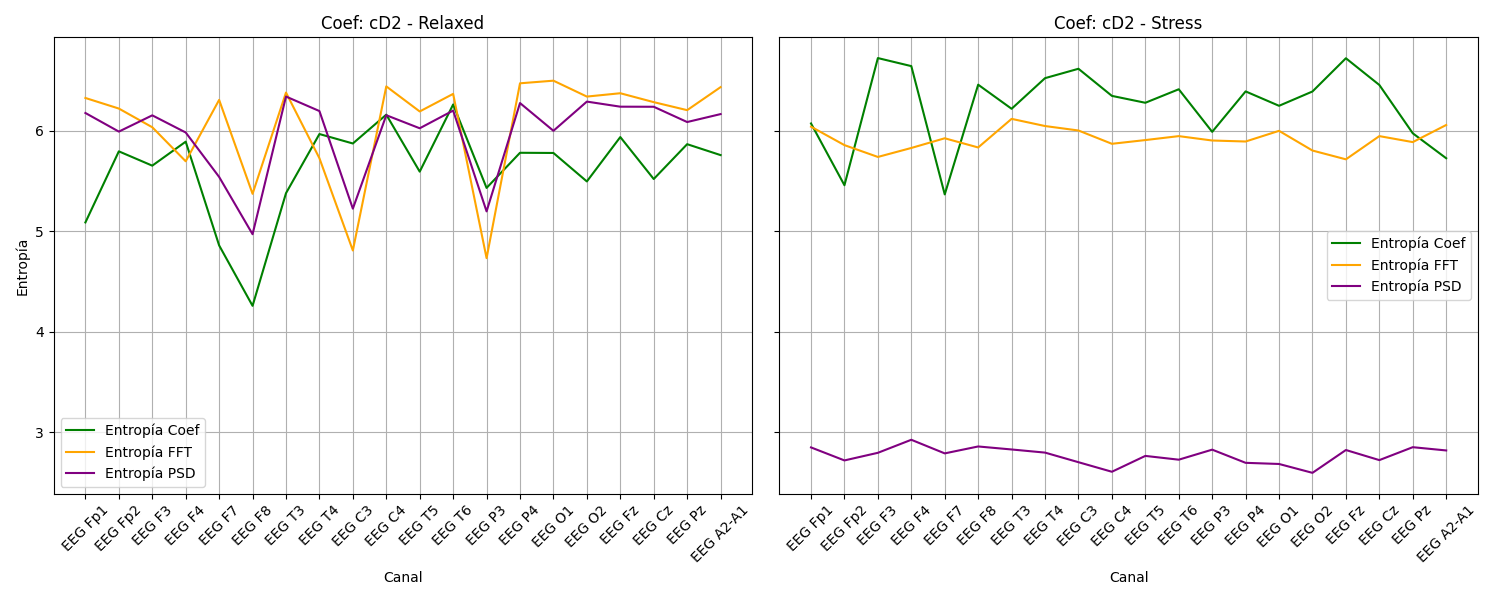 Coef: cD2 - Relaxed
Entropía
6
5
4
3
Entropía Coef
Entropía FFT
Entropía PSD
EEG Fp1
EEG Fp2
EEG F3
EEG F4
EEG F7
EEG F8
EEG T3
EEG T4
EEG C3
EEG C4
EEG T5
EEG T6
EEG P3
EEG P4
EEG O1
EEG O2
EEG Fz
EEG Cz
EEG Pz
EEG A2-A1
Canal
Coef: cD2 - Stress
Entropía Coef
Entropía FFT
Entropía PSD
EEG Fp1
EEG Fp2
EEG F3
EEG F4
EEG F7
EEG F8
EEG T3
EEG T4
EEG C3
EEG C4
EEG T5
EEG T6
EEG P3
EEG P4
EEG O1
EEG O2
EEG Fz
EEG Cz
EEG Pz
EEG A2-A1
Canal